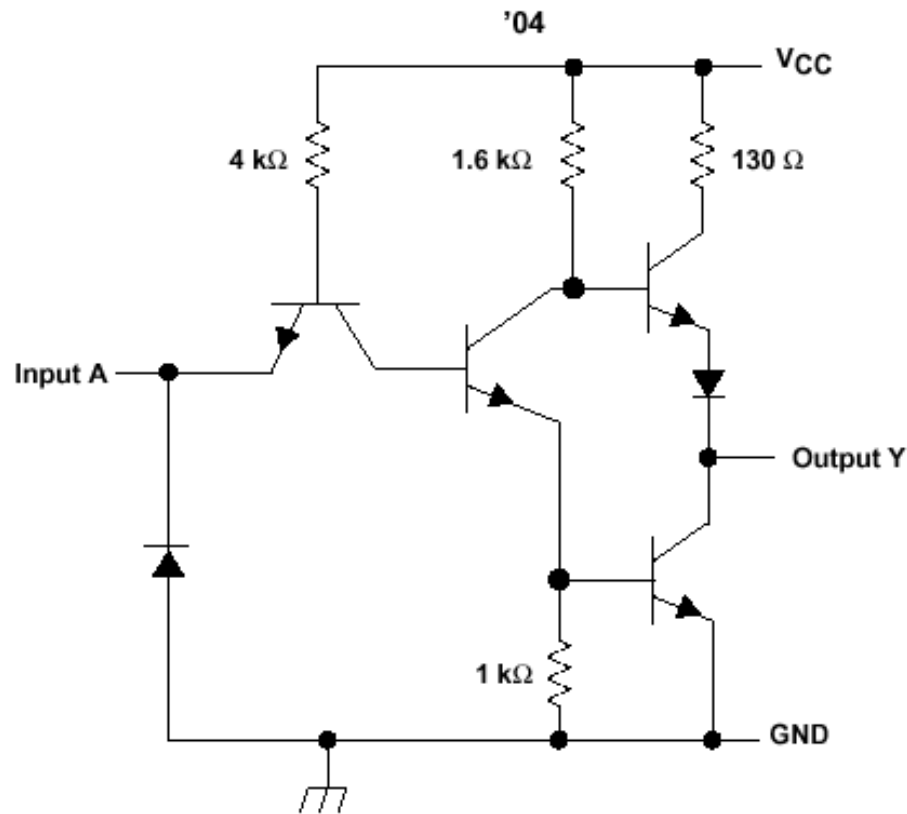 ’04
VCC
4 kΩ
1.6 kΩ
130 Ω
Input A
Output Y
1 kΩ
GND